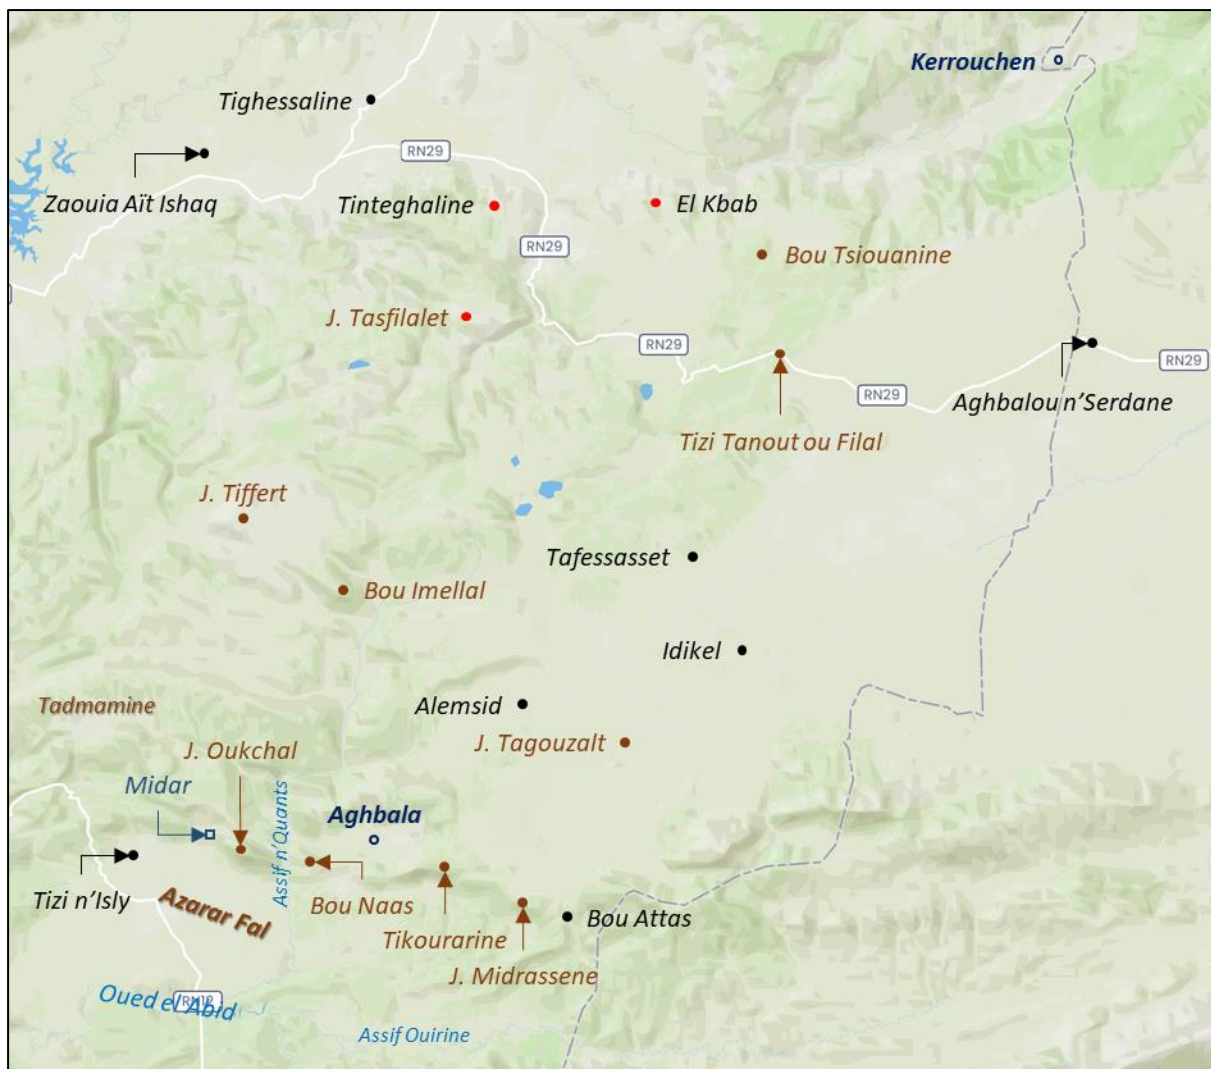 Kerrouchen
Tighessaline
RN29
Zaouia Aït Ishaq
Tinteghaline
El Kbab
RN29
Bou Tsiouanine
J. Tasfilalet
RN29
RN29
RN29
Aghbalou n’Serdane
Tizi Tanout ou Filal
J. Tiffert
Tafessasset
Bou Imellal
Idikel
Tadmamine
Alemsid
J. Tagouzalt
J. Oukchal
Midar
Assif n’Quants
Aghbala
Tizi n’Isly
Azarar Fal
Bou Naas
Bou Attas
Tikourarine
J. Midrassene
Oued el Abid
RN12
Assif Ouirine